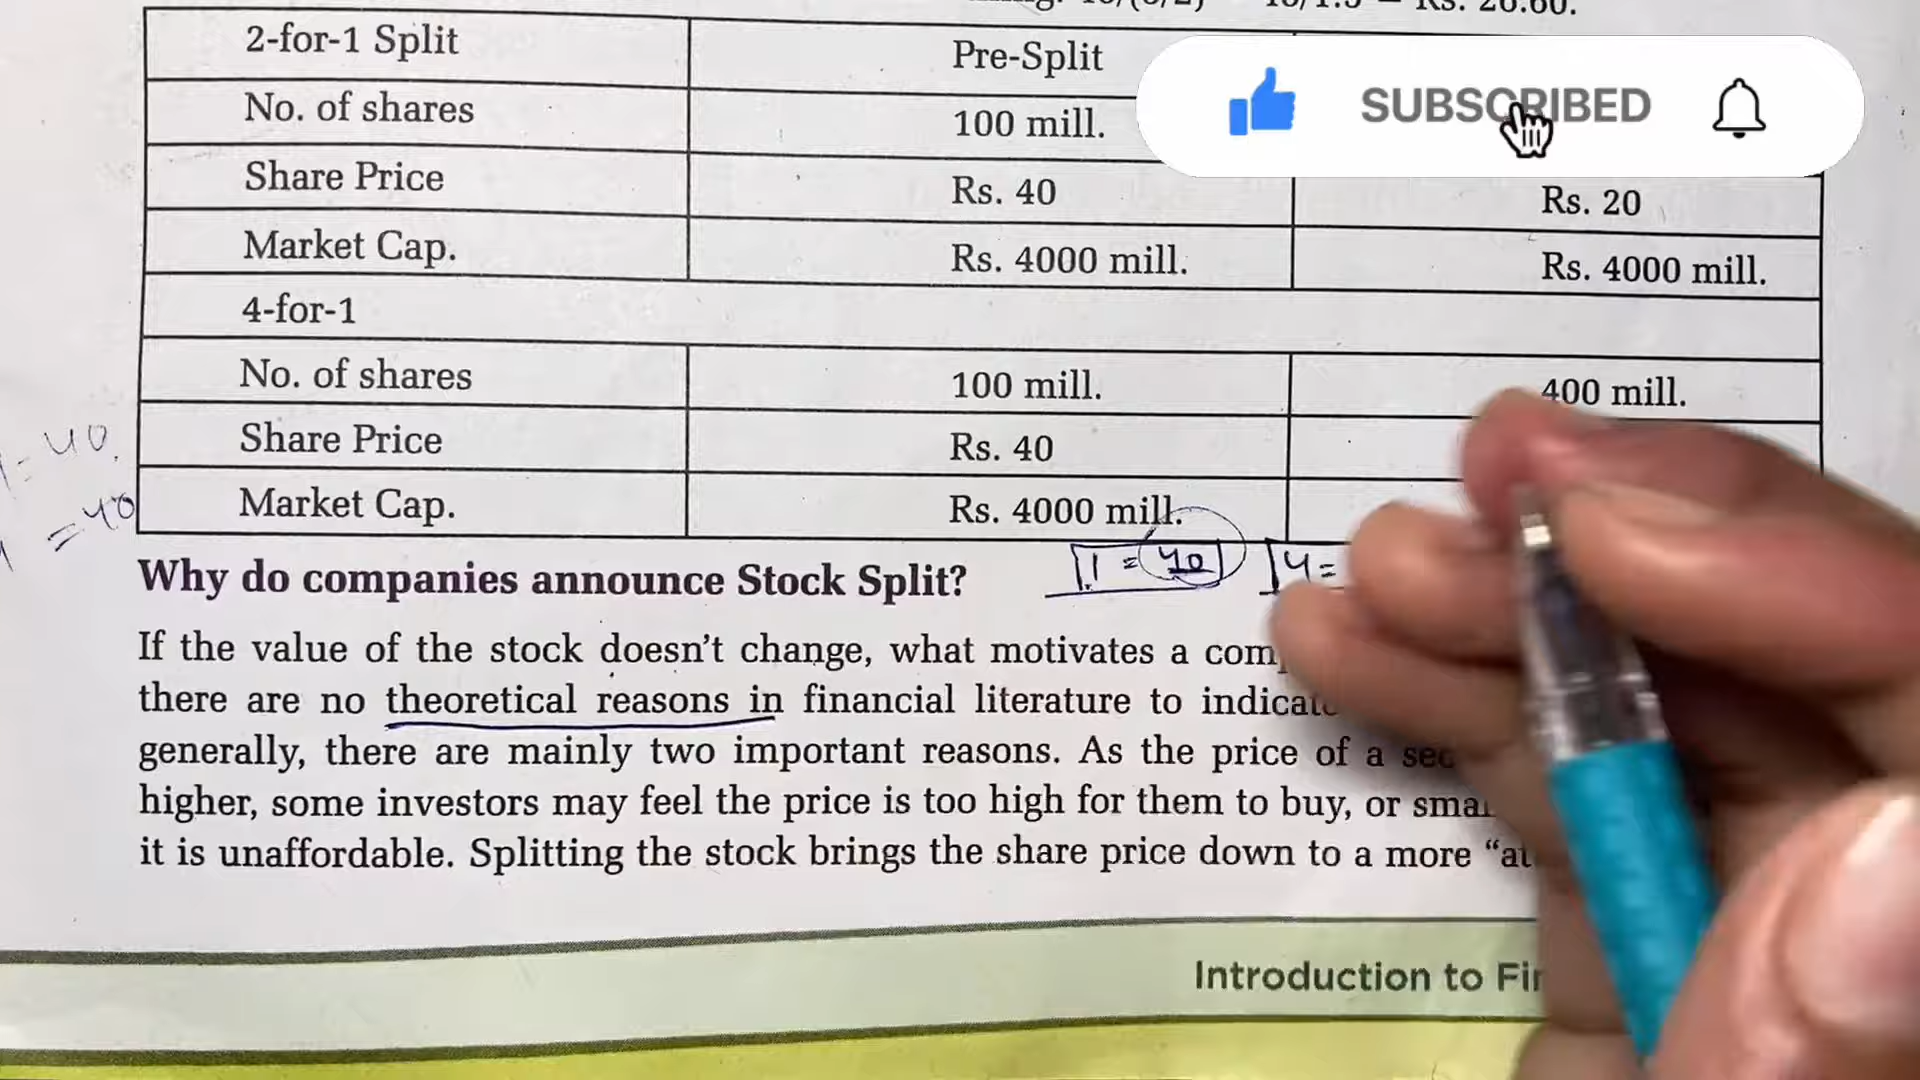 2-for-1 Split Pre-Split
SUBSCRIBED
No. of shares 100 mill.
Share Price Rs. 40 Rs. 20
Market Cap. Rs. 4000 mill. Rs. 4000 mill.
4-for-1
No. of shares 100 mill. 400 mill.
Share Price Rs. 40
Market Cap. Rs. 4000 mill.
= 40
= 40
1 = 40 4 =
Why do companies announce Stock Split?
If the value of the stock doesn't change, what motivates a
there are no theoretical reasons in financial literature to
generally, there are mainly two important reasons. As the price of a
higher, some investors may feel the price is too high for them to buy, or
it is unaffordable. Splitting the stock brings the share price down to a more
Introduction to